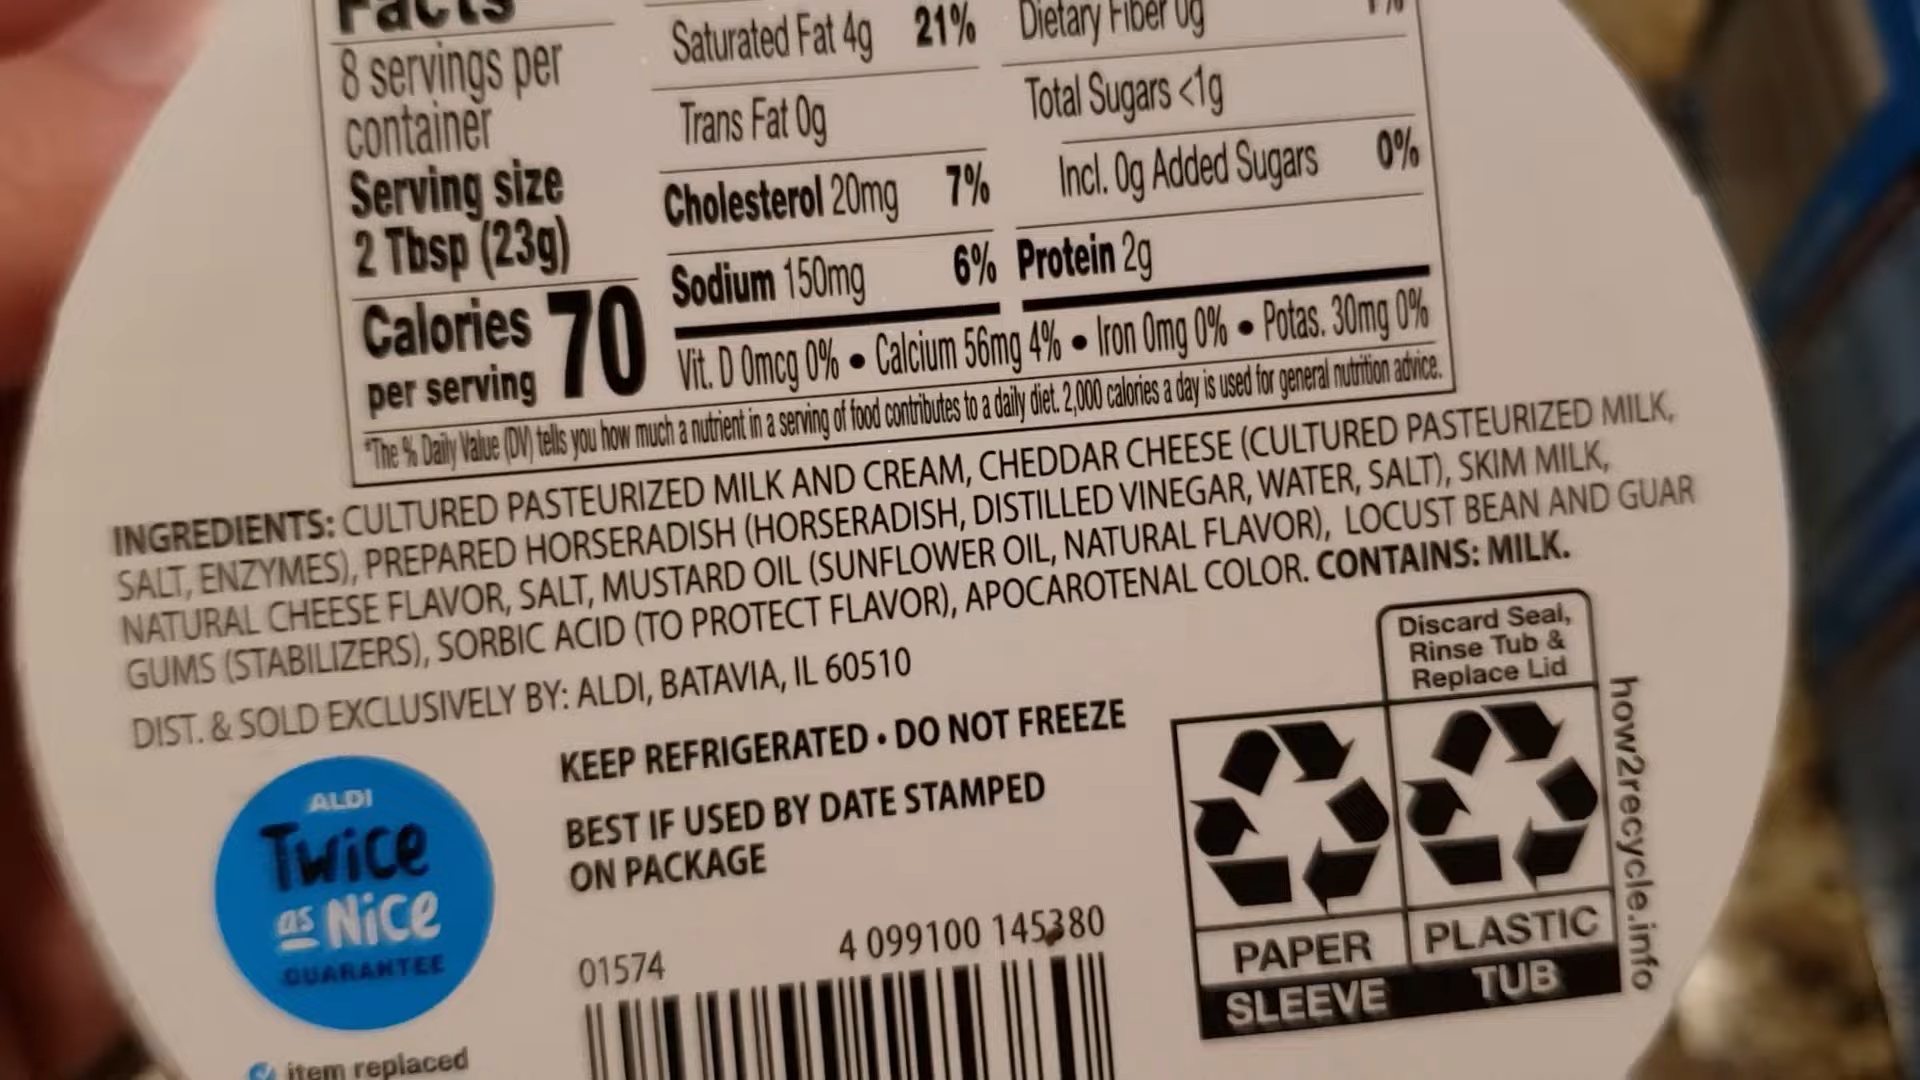 Facts
8 servings per
container
Serving size
2 Tbsp (23g)
Calories 70
per serving
Saturated Fat 4g 21%
Trans Fat 0g
Cholesterol 20mg 7%
Sodium 150mg 6%
Dietary Fiber 0g
Total Sugars <1g
Incl. 0g Added Sugars 0%
Protein 2g
Vit. D 0mcg 0% • Calcium 56mg 4% • Iron 0mg 0% • Potas. 30mg 0%
*The % Daily Value (DV) tells you how much a nutrient in a serving of food contributes to a daily diet. 2,000 calories a day is used for general nutrition advice.
INGREDIENTS: CULTURED PASTEURIZED MILK AND CREAM, CHEDDAR CHEESE (CULTURED PASTEURIZED MILK,
SALT, ENZYMES), PREPARED HORSERADISH (HORSERADISH, DISTILLED VINEGAR, WATER, SALT), SKIM MILK,
NATURAL CHEESE FLAVOR, SALT, MUSTARD OIL (SUNFLOWER OIL, NATURAL FLAVOR), LOCUST BEAN AND GUAR
GUMS (STABILIZERS), SORBIC ACID (TO PROTECT FLAVOR), APOCAROTENAL COLOR. CONTAINS: MILK.
DIST. & SOLD EXCLUSIVELY BY: ALDI, BATAVIA, IL 60510
KEEP REFRIGERATED • DO NOT FREEZE
BEST IF USED BY DATE STAMPED
ON PACKAGE
ALDI
Twice
as Nice
GUARANTEE
item replaced
01574
4 099100 145380
Discard Seal,
Rinse Tub &
Replace Lid
PAPER
SLEEVE
PLASTIC
TUB
how2recycle.info